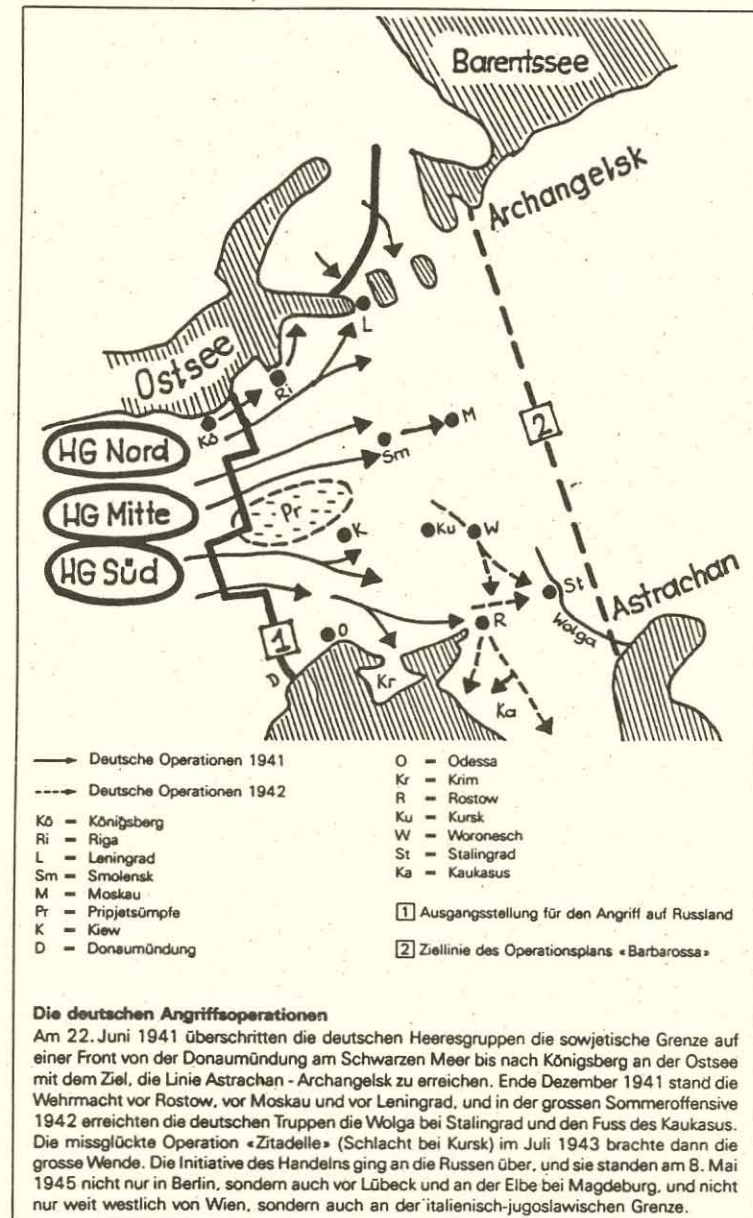 Barentssee
Archangelsk
Ostsee
L
Ri
Kö
M
Sm
2
HG Nord
HG Mitte
HG Süd
Pr
K
Ku
W
St
Astrachan
Wolga
R
O
1
D
Kr
Ka
Deutsche Operationen 1941
Deutsche Operationen 1942
Kö = Königsberg
Ri = Riga
L = Leningrad
Sm = Smolensk
M = Moskau
Pr = Pripjetsümpfe
K = Kiew
D = Donaumündung
O = Odessa
Kr = Krim
R = Rostow
Ku = Kursk
W = Woronesch
St = Stalingrad
Ka = Kaukasus
1 Ausgangsstellung für den Angriff auf Russland
2 Ziellinie des Operationsplans «Barbarossa»
Die deutschen Angriffsoperationen
Am 22. Juni 1941 überschritten die deutschen Heeresgruppen die sowjetische Grenze auf
einer Front von der Donaumündung am Schwarzen Meer bis nach Königsberg an der Ostsee
mit dem Ziel, die Linie Astrachan - Archangelsk zu erreichen. Ende Dezember 1941 stand die
Wehrmacht vor Rostow, vor Moskau und vor Leningrad, und in der grossen Sommeroffensive
1942 erreichten die deutschen Truppen die Wolga bei Stalingrad und den Fuss des Kaukasus.
Die missglückte Operation «Zitadelle» (Schlacht bei Kursk) im Juli 1943 brachte dann die
grosse Wende. Die Initiative des Handelns ging an die Russen über, und sie standen am 8. Mai
1945 nicht nur in Berlin, sondern auch vor Lübeck und an der Elbe bei Magdeburg, und nicht
nur weit westlich von Wien, sondern auch an der italienisch-jugoslawischen Grenze.